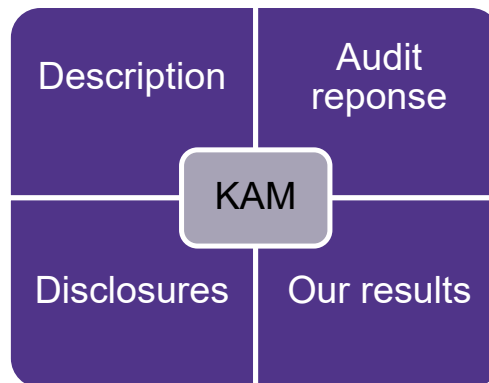 Description
Audit
reponse
KAM
Disclosures
Our results